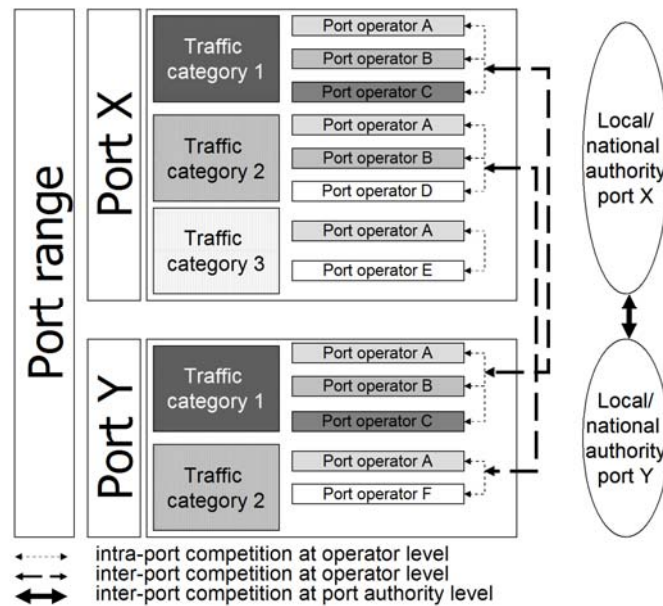 Port range
Port X
Traffic
category 1
Port operator A
Port operator B
Port operator C
Traffic
category 2
Port operator A
Port operator B
Port operator D
Traffic
category 3
Port operator A
Port operator E
Local/
national
authority
port X
Port Y
Traffic
category 1
Port operator A
Port operator B
Port operator C
Traffic
category 2
Port operator A
Port operator F
Local/
national
authority
port Y
intra-port competition at operator level
inter-port competition at operator level
inter-port competition at port authority level